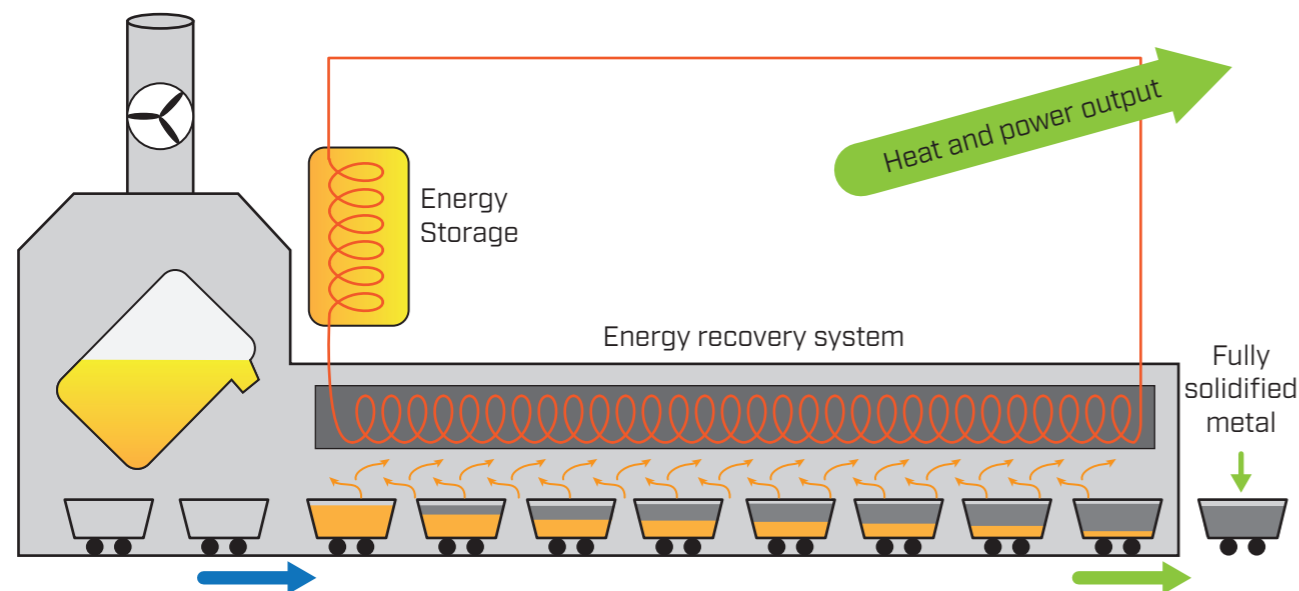 Heat and power output
Energy
Storage
Energy recovery system
Fully
solidified
metal